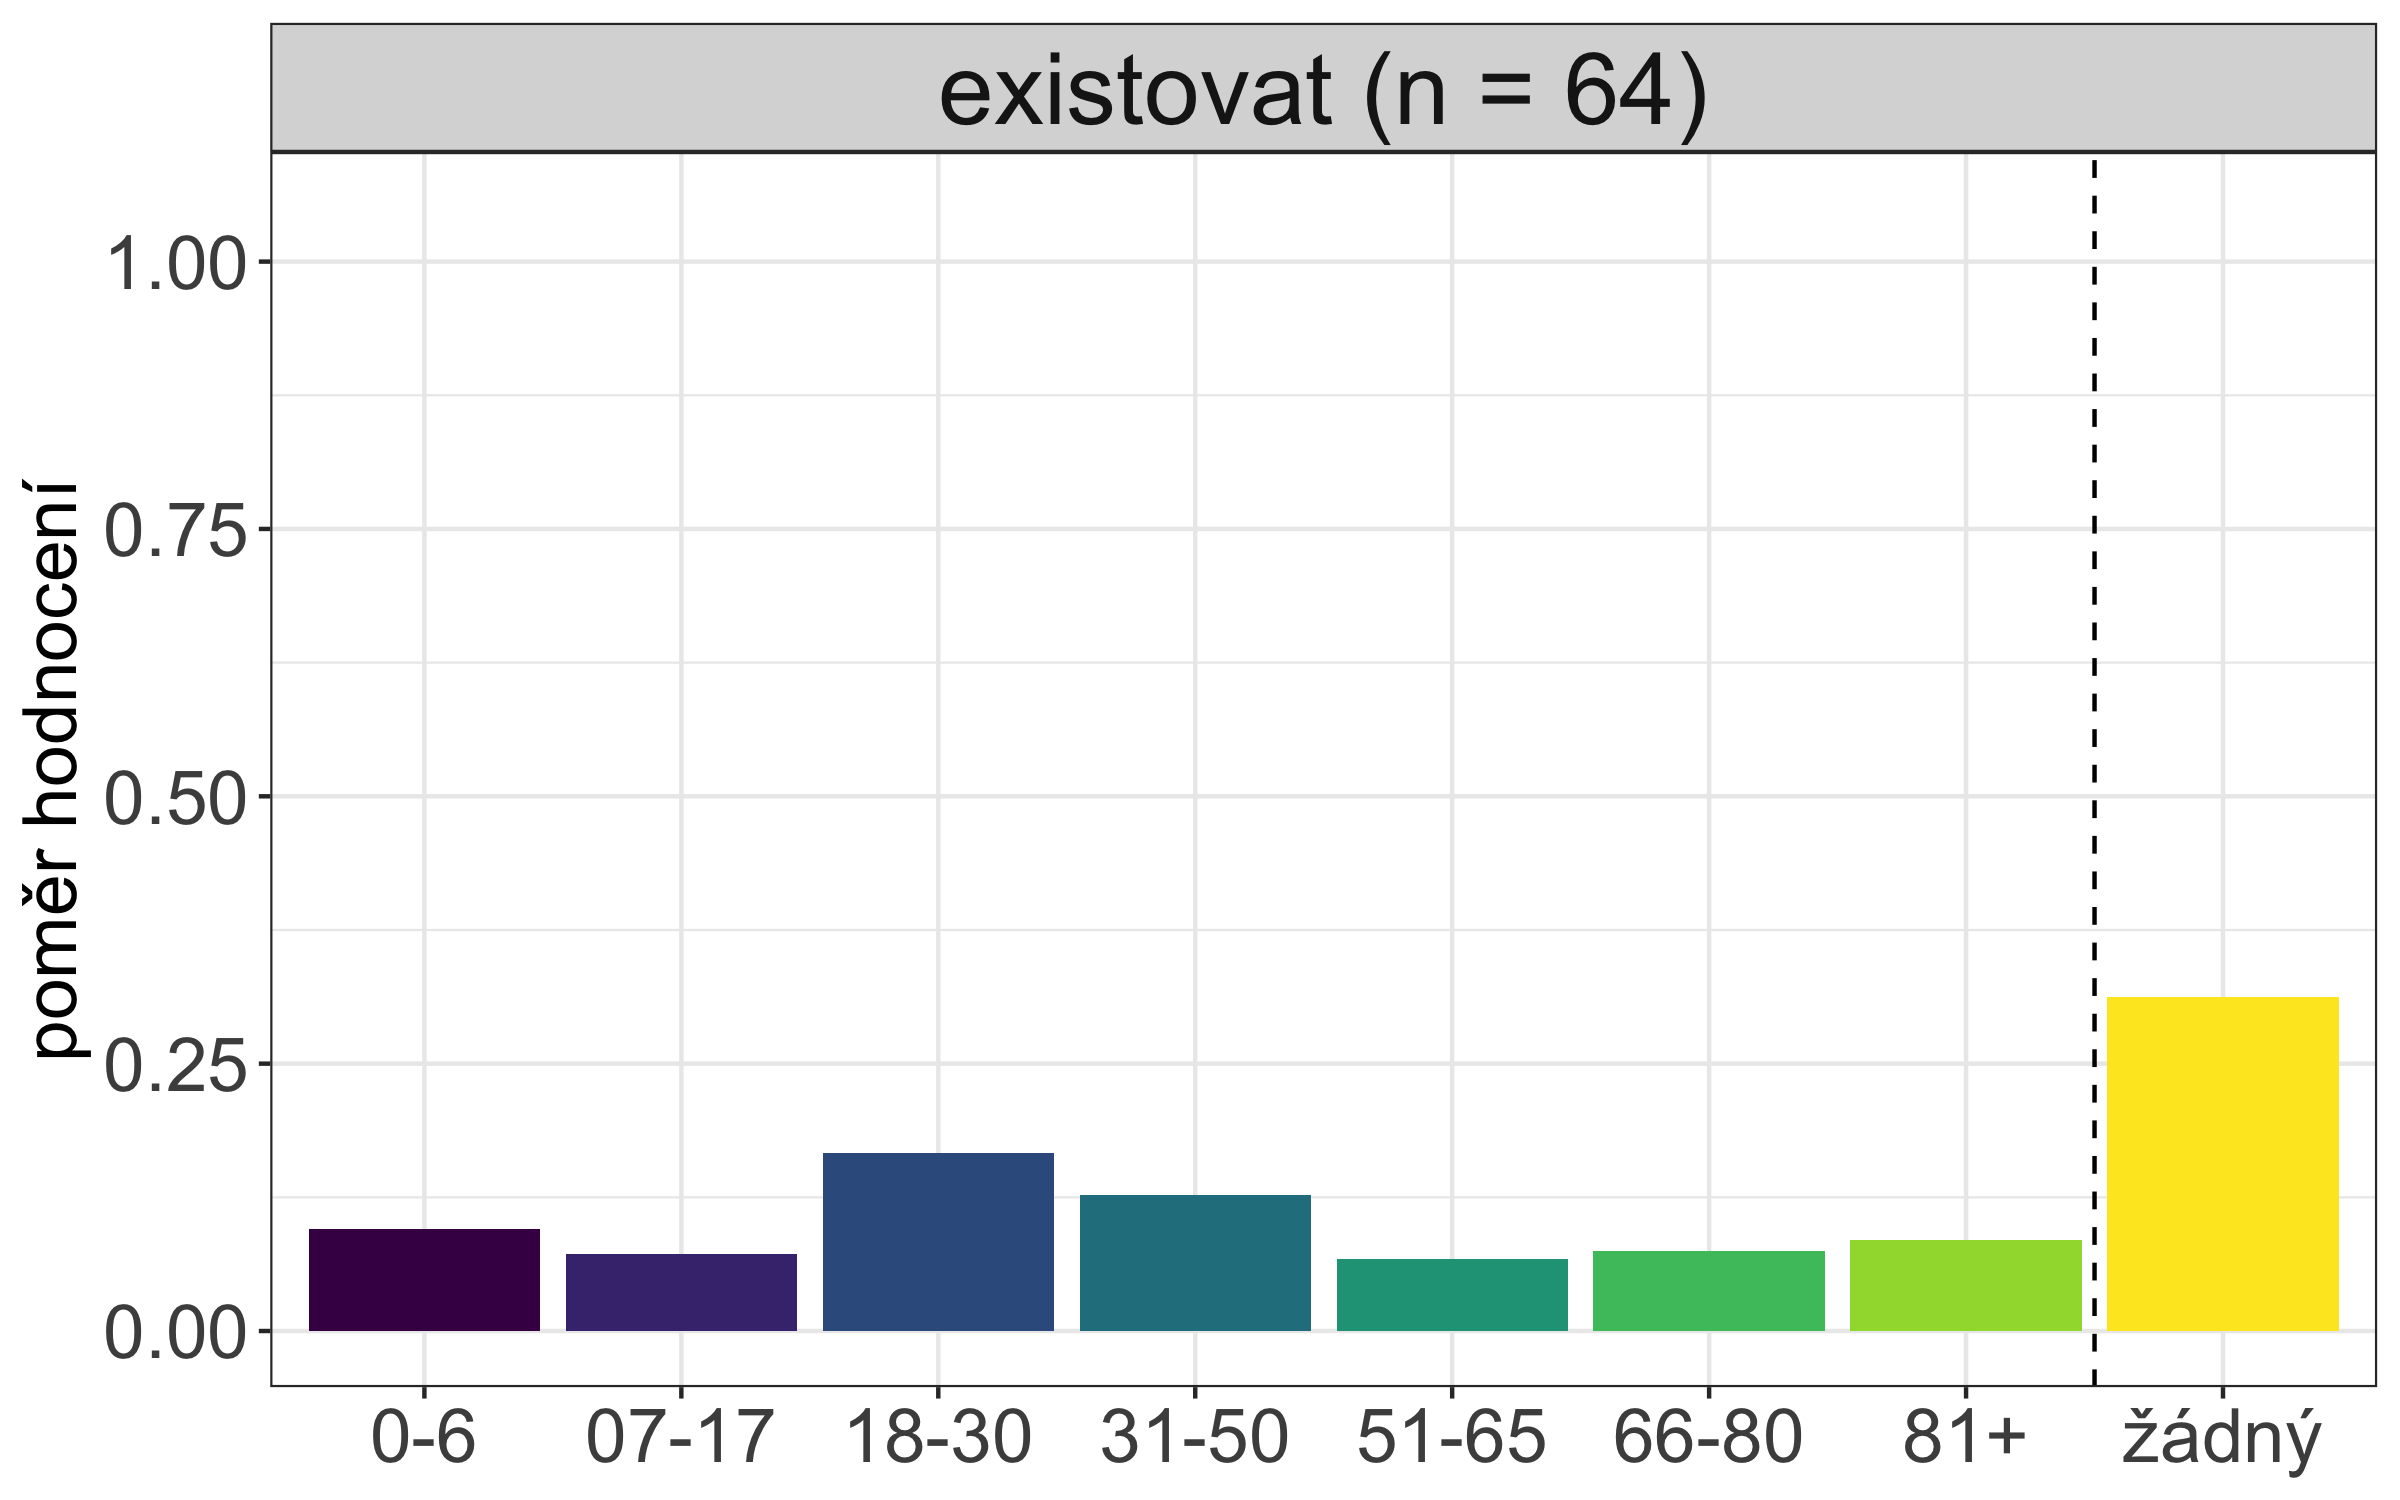 existovat (n = 64)
poměr hodnocení
1.00
0.75
0.50
0.25
0.00
0-6 07-17 18-30 31-50 51-65 66-80 81+ žádný